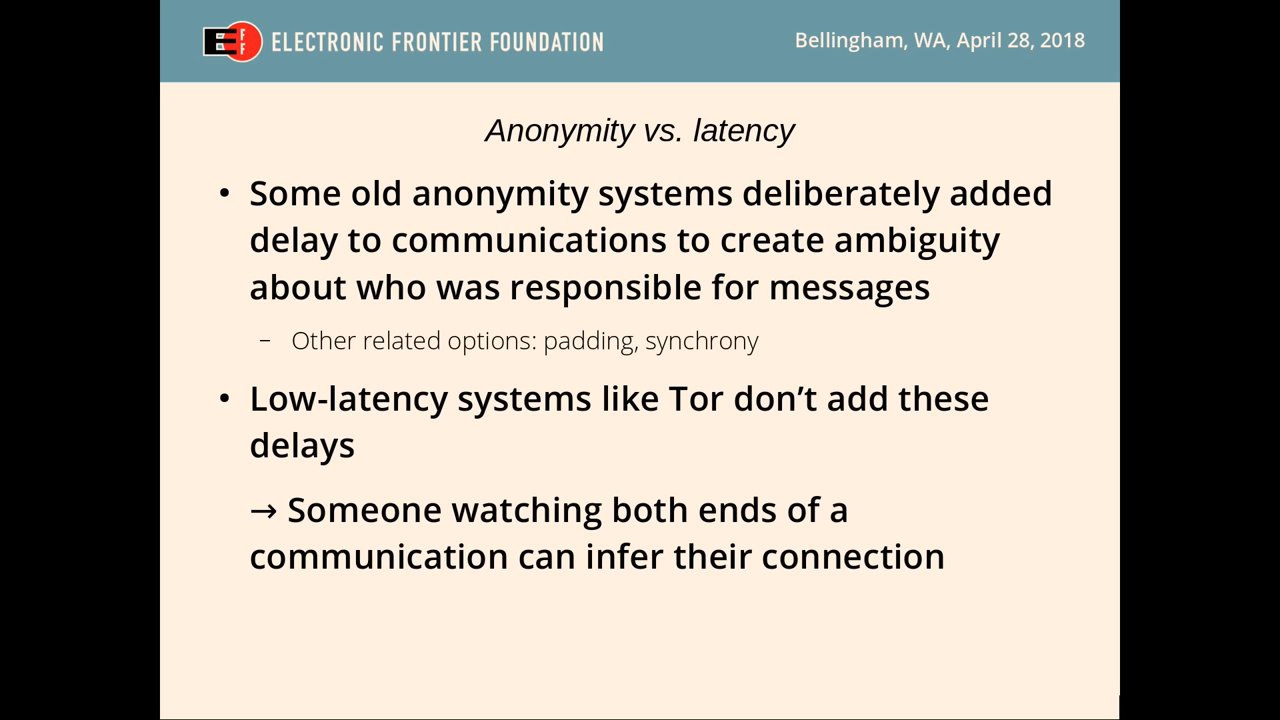 EFF ELECTRONIC FRONTIER FOUNDATION
Bellingham, WA, April 28, 2018
Anonymity vs. latency
• Some old anonymity systems deliberately added
delay to communications to create ambiguity
about who was responsible for messages
– Other related options: padding, synchrony
• Low-latency systems like Tor don’t add these
delays
→ Someone watching both ends of a
communication can infer their connection